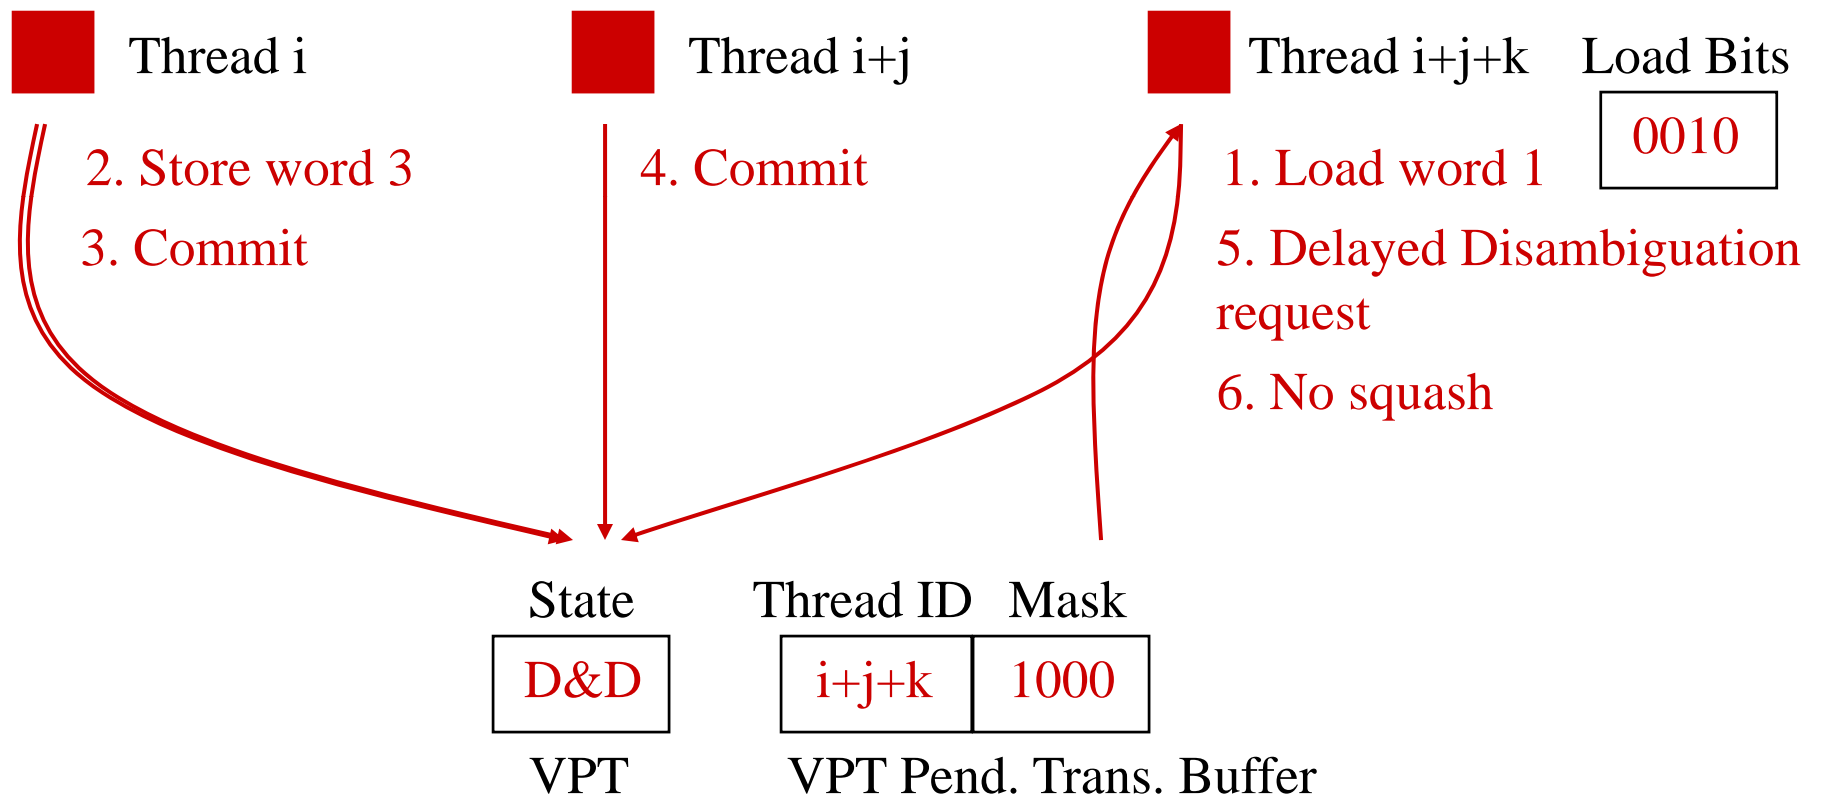 Thread i
Thread i+j
Thread i+j+k
Load Bits
0010
2. Store word 3
3. Commit
4. Commit
1. Load word 1
5. Delayed Disambiguation
request
6. No squash
State
Thread ID
Mask
D&D
i+j+k
1000
VPT
VPT Pend. Trans. Buffer